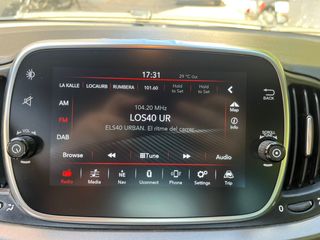 17:31
29 °C Out
LA KALLE LOCAURB RUMBERA 101.60 Hold to Set Hold to Set
AM
FM
DAB
104.20 MHz
LOS40 UR
ELS40 URBAN. El ritme del carrer
Map
Info
BACK
VOL
SCROLL
Browse Tune Audio
Radio Media Nav Uconnect Phone Settings Trip